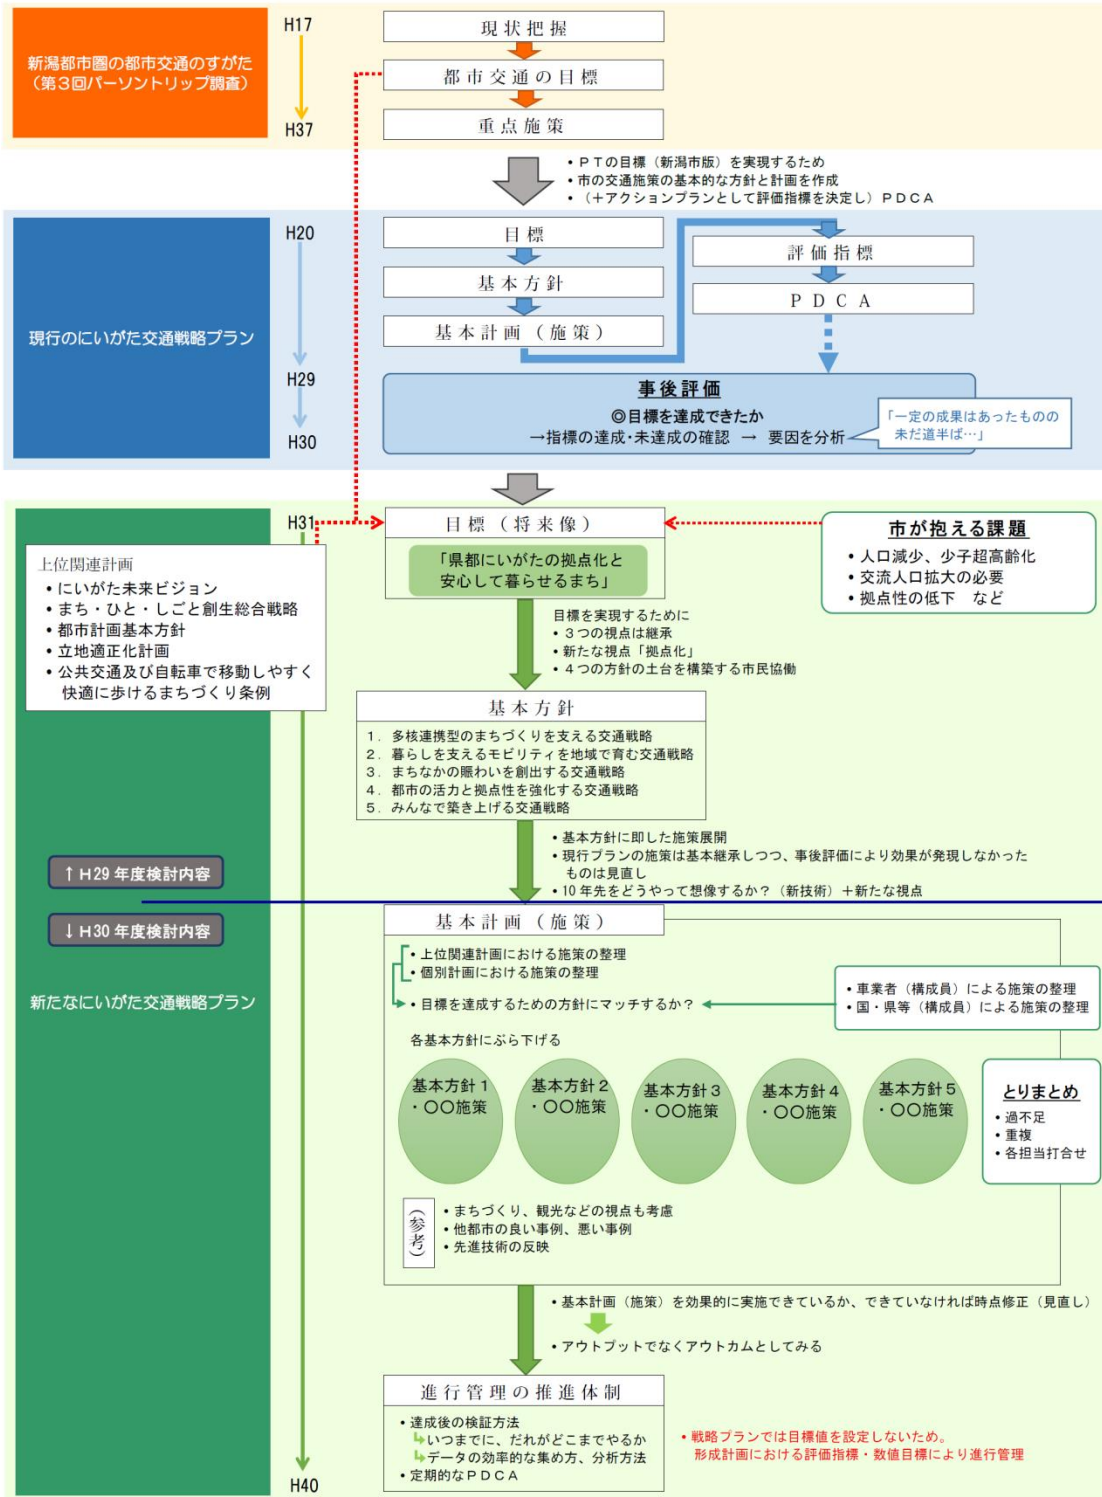 新潟都市圏の都市交通のすがた
（第３回パーソントリップ調査）
H17
H37
現状把握
都市交通の目標
重点施策
• ＰＴの目標（新潟市版）を実現するため
• 市の交通施策の基本的な方針と計画を作成
• （＋アクションプランとして評価指標を決定し）ＰＤＣＡ
現行のにいがた交通戦略プラン
H20
H29
H30
目標
基本方針
基本計画（施策）
評価指標
ＰＤＣＡ
事後評価
◎目標を達成できたか
→指標の達成・未達成の確認 → 要因を分析
「一定の成果はあったものの
未だ道半ば…」
H31
目標（将来像）
「県都にいがたの拠点化と
安心して暮らせるまち」
市が抱える課題
• 人口減少、少子超高齢化
• 交流人口拡大の必要
• 拠点性の低下 など
上位関連計画
• にいがた未来ビジョン
• まち・ひと・しごと創生総合戦略
• 都市計画基本方針
• 立地適正化計画
• 公共交通及び自転車で移動しやすく
快適に歩けるまちづくり条例
目標を実現するために
• ３つの視点は継承
• 新たな視点「拠点化」
• ４つの方針の土台を構築する市民協働
基本方針
１．多核連携型のまちづくりを支える交通戦略
２．暮らしを支えるモビリティを地域で育む交通戦略
３．まちなかの賑わいを創出する交通戦略
４．都市の活力と拠点性を強化する交通戦略
５．みんなで築き上げる交通戦略
• 基本方針に即した施策展開
• 現行プランの施策は基本継承しつつ、事後評価により効果が発現しなかった
ものは見直し
• 10年先をどうやって想像するか？（新技術）＋新たな視点
↑H29年度検討内容
↓H30年度検討内容
新たなにいがた交通戦略プラン
基本計画（施策）
• 上位関連計画における施策の整理
• 個別計画における施策の整理
• 目標を達成するための方針にマッチするか？
• 事業者（構成員）による施策の整理
• 国・県等（構成員）による施策の整理
各基本方針にぶら下げる
基本方針１
・〇〇施策
基本方針２
・〇〇施策
基本方針３
・〇〇施策
基本方針４
・〇〇施策
基本方針５
・〇〇施策
とりまとめ
• 過不足
• 重複
• 各担当打合せ
（参考）
• まちづくり、観光などの視点も考慮
• 他都市の良い事例、悪い事例
• 先進技術の反映
• 基本計画（施策）を効果的に実施できているか、できていなければ時点修正（見直し）
• アウトプットでなくアウトカムとしてみる
進行管理の推進体制
• 達成後の検証方法
いつまでに、だれがどこまでやるか
データの効率的な集め方、分析方法
• 定期的なＰＤＣＡ
• 戦略プランでは目標値を設定しないため。
形成計画における評価指標・数値目標により進行管理
H40